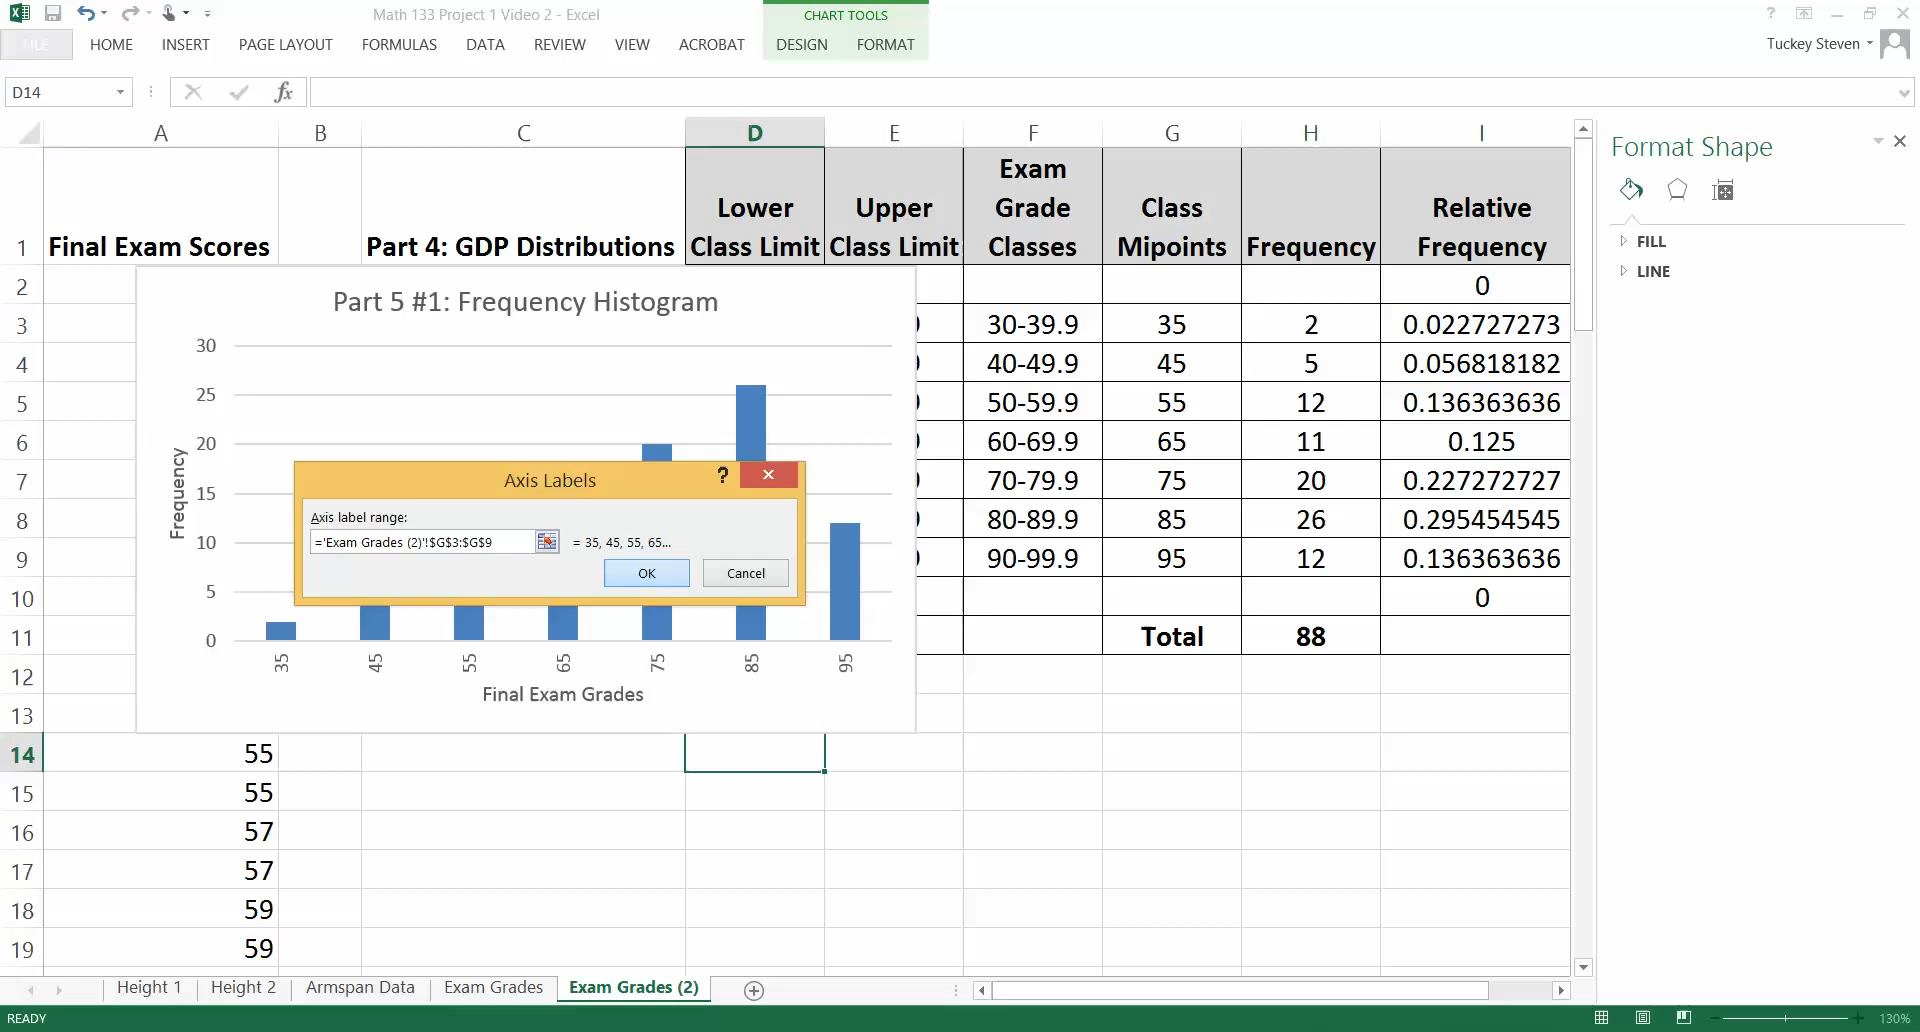 Math 133 Project 1 Video 2 - Excel
CHART TOOLS
?
FILE
HOME
INSERT
PAGE LAYOUT
FORMULAS
DATA
REVIEW
VIEW
ACROBAT
DESIGN
FORMAT
Tuckey Steven
D14
fx
A B C D E F G H I
1 Final Exam Scores Part 4: GDP Distributions
Lower
Class Limit
Upper
Class Limit
Exam
Grade
Classes
Class
Mipoints
Frequency
Relative
Frequency
2 0
3 30-39.9 35 2 0.022727273
4 40-49.9 45 5 0.056818182
5 50-59.9 55 12 0.136363636
6 60-69.9 65 11 0.125
7 70-79.9 75 20 0.227272727
8 80-89.9 85 26 0.295454545
9 90-99.9 95 12 0.136363636
10 0
11 Total 88
12
13
14 55
15 55
16 57
17 57
18 59
19 59
Part 5 #1: Frequency Histogram
Frequency
30
25
20
15
10
5
0
35 45 55 65 75 85 95
Final Exam Grades
Axis Labels
?
Axis label range:
='Exam Grades (2)'!$G$3:$G$9
= 35, 45, 55, 65...
OK
Cancel
Format Shape
FILL
LINE
Height 1
Height 2
Armspan Data
Exam Grades
Exam Grades (2)
READY
130%